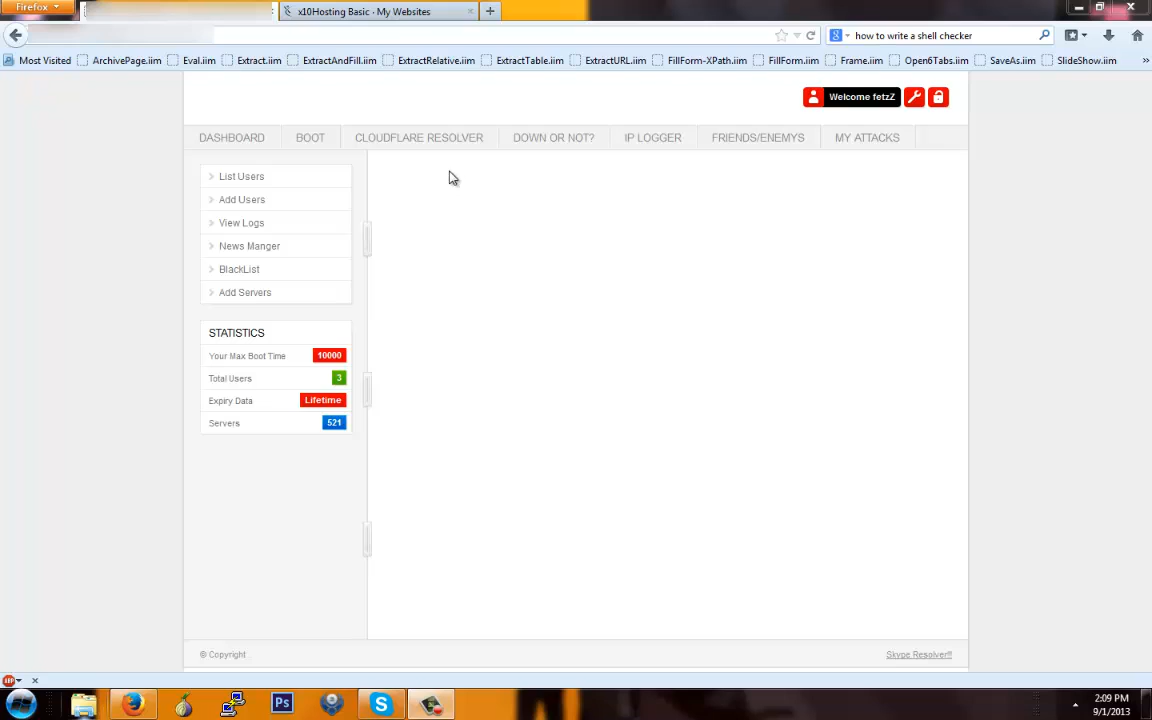 Firefox
x10Hosting Basic - My Websites
how to write a shell checker
Most Visited ArchivePage.iim Eval.iim Extract.iim ExtractAndFill.iim ExtractRelative.iim ExtractTable.iim ExtractURL.iim FillForm-XPath.iim FillForm.iim Frame.iim Open6Tabs.iim SaveAs.iim SlideShow.iim
Welcome fetzZ
DASHBOARD BOOT CLOUDFLARE RESOLVER DOWN OR NOT? IP LOGGER FRIENDS/ENEMYS MY ATTACKS
List Users
Add Users
View Logs
News Manger
BlackList
Add Servers
STATISTICS
Your Max Boot Time 10000
Total Users 3
Expiry Data Lifetime
Servers 521
© Copyright
Skype Resolver!!
2:09 PM
9/1/2013